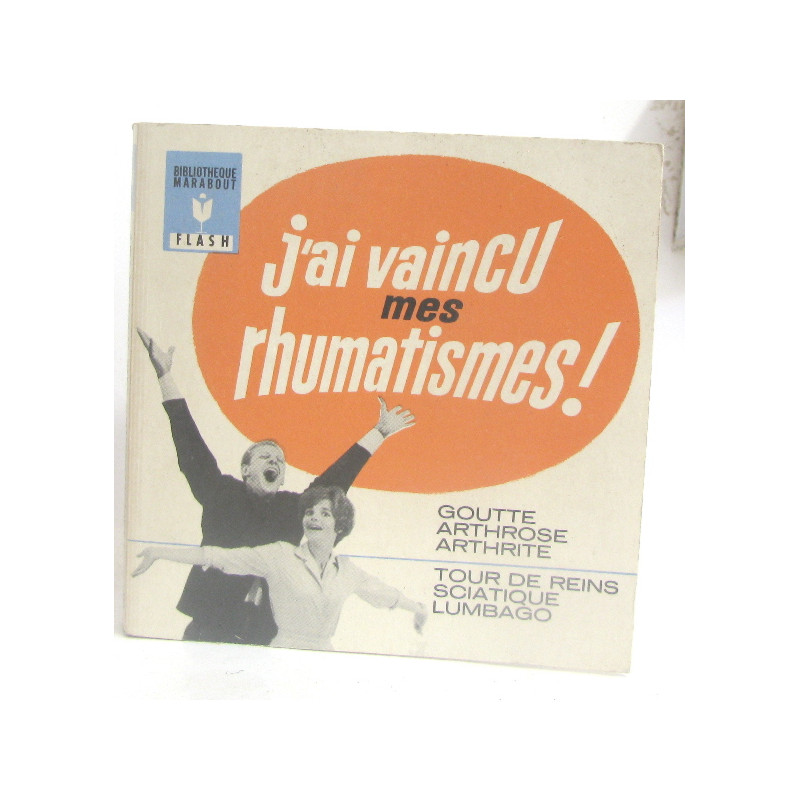 BIBLIOTHEQUE
MARABOUT
FLASH
j'ai vaincu
mes
rhumatismes!
GOUTTE
ARTHROSE
ARTHRITE
TOUR DE REINS
SCIATIQUE
LUMBAGO